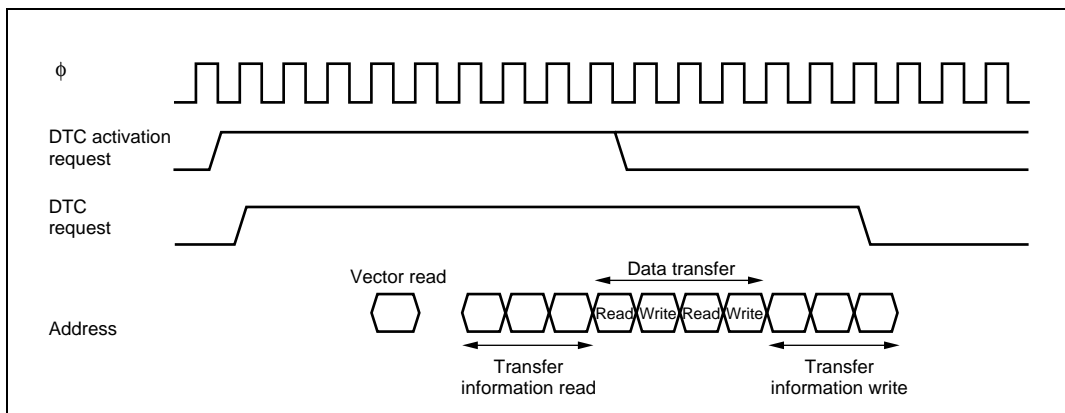 ϕ
DTC activation
request
DTC
request
Vector read
Data transfer
Address
Read Write Read Write
Transfer
information read
Transfer
information write